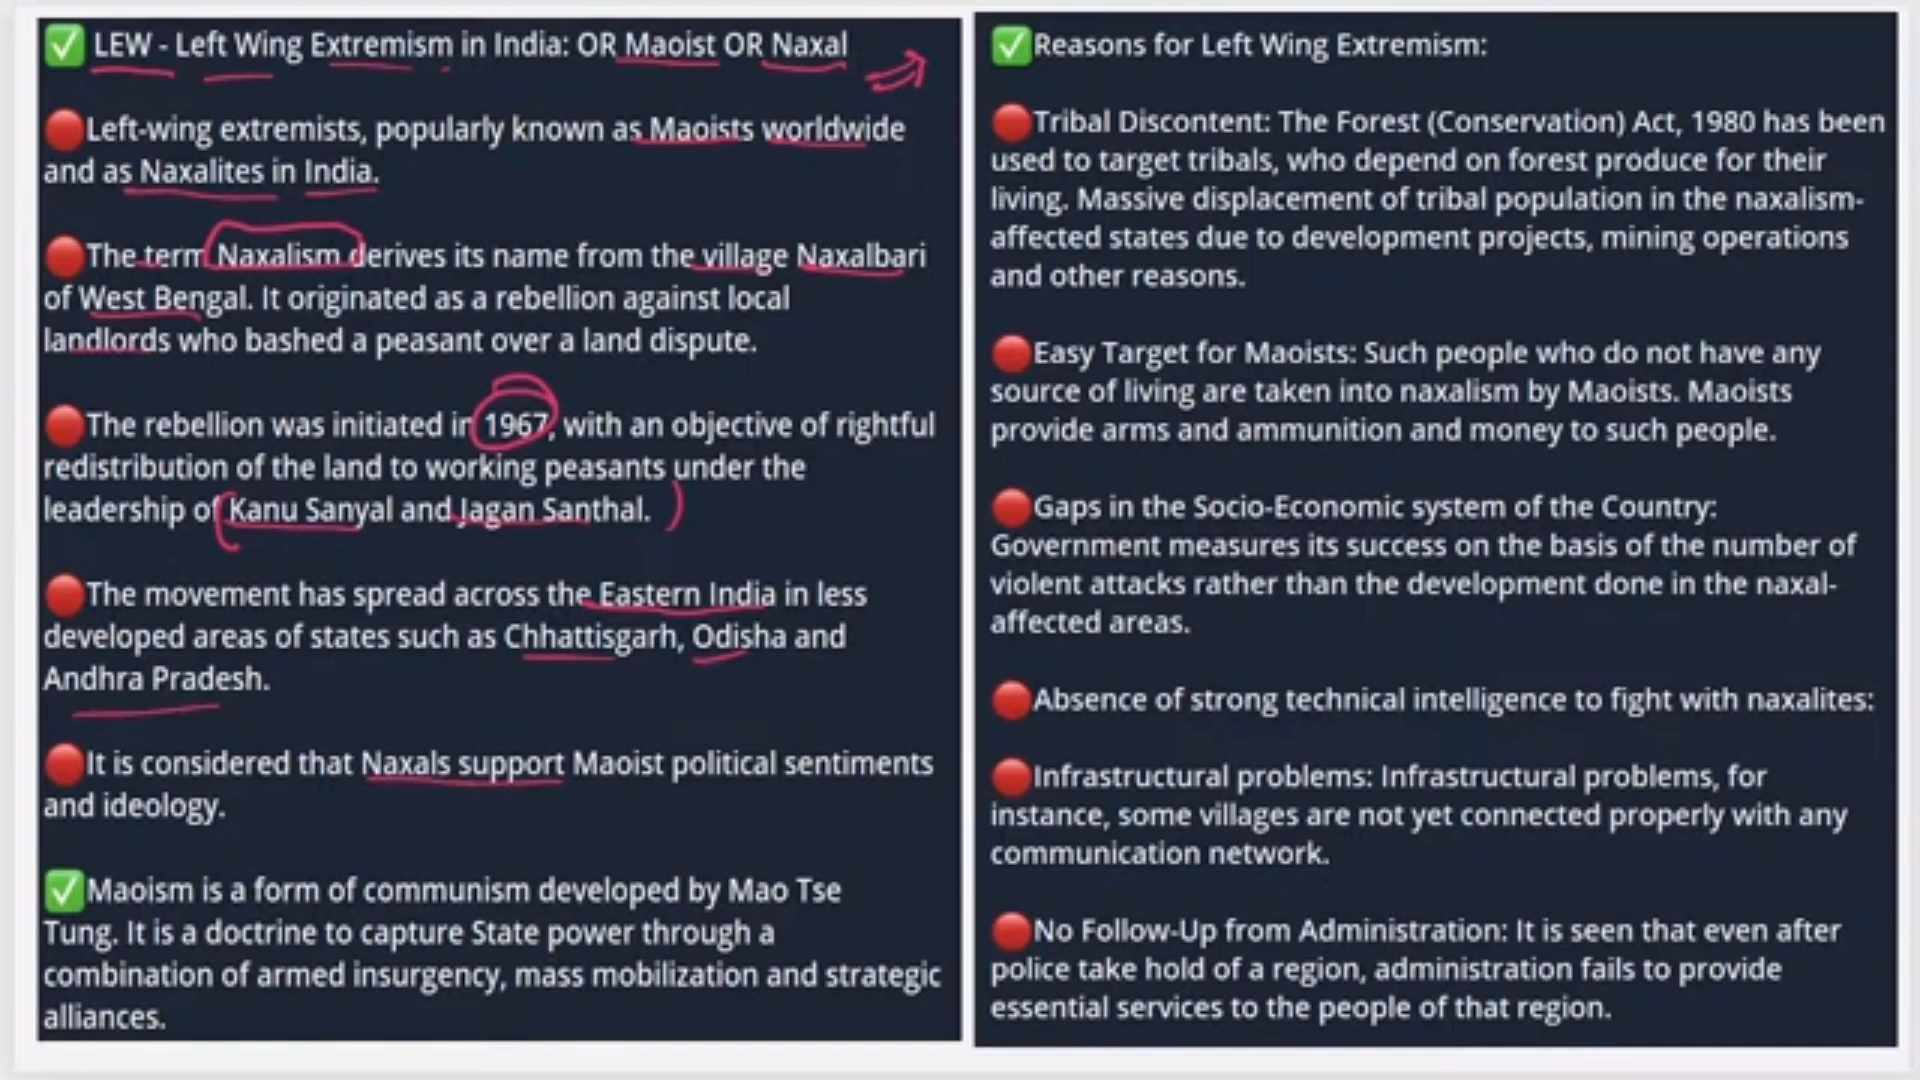 LEW - Left Wing Extremism in India: OR Maoist OR Naxal
Left-wing extremists, popularly known as Maoists worldwide
and as Naxalites in India.
The term Naxalism derives its name from the village Naxalbari
of West Bengal. It originated as a rebellion against local
landlords who bashed a peasant over a land dispute.
The rebellion was initiated in 1967, with an objective of rightful
redistribution of the land to working peasants under the
leadership of Kanu Sanyal and Jagan Santhal.
The movement has spread across the Eastern India in less
developed areas of states such as Chhattisgarh, Odisha and
Andhra Pradesh.
It is considered that Naxals support Maoist political sentiments
and ideology.
Maoism is a form of communism developed by Mao Tse
Tung. It is a doctrine to capture State power through a
combination of armed insurgency, mass mobilization and strategic
alliances.
Reasons for Left Wing Extremism:
Tribal Discontent: The Forest (Conservation) Act, 1980 has been
used to target tribals, who depend on forest produce for their
living. Massive displacement of tribal population in the naxalism-
affected states due to development projects, mining operations
and other reasons.
Easy Target for Maoists: Such people who do not have any
source of living are taken into naxalism by Maoists. Maoists
provide arms and ammunition and money to such people.
Gaps in the Socio-Economic system of the Country:
Government measures its success on the basis of the number of
violent attacks rather than the development done in the naxal-
affected areas.
Absence of strong technical intelligence to fight with naxalites:
Infrastructural problems: Infrastructural problems, for
instance, some villages are not yet connected properly with any
communication network.
No Follow-Up from Administration: It is seen that even after
police take hold of a region, administration fails to provide
essential services to the people of that region.